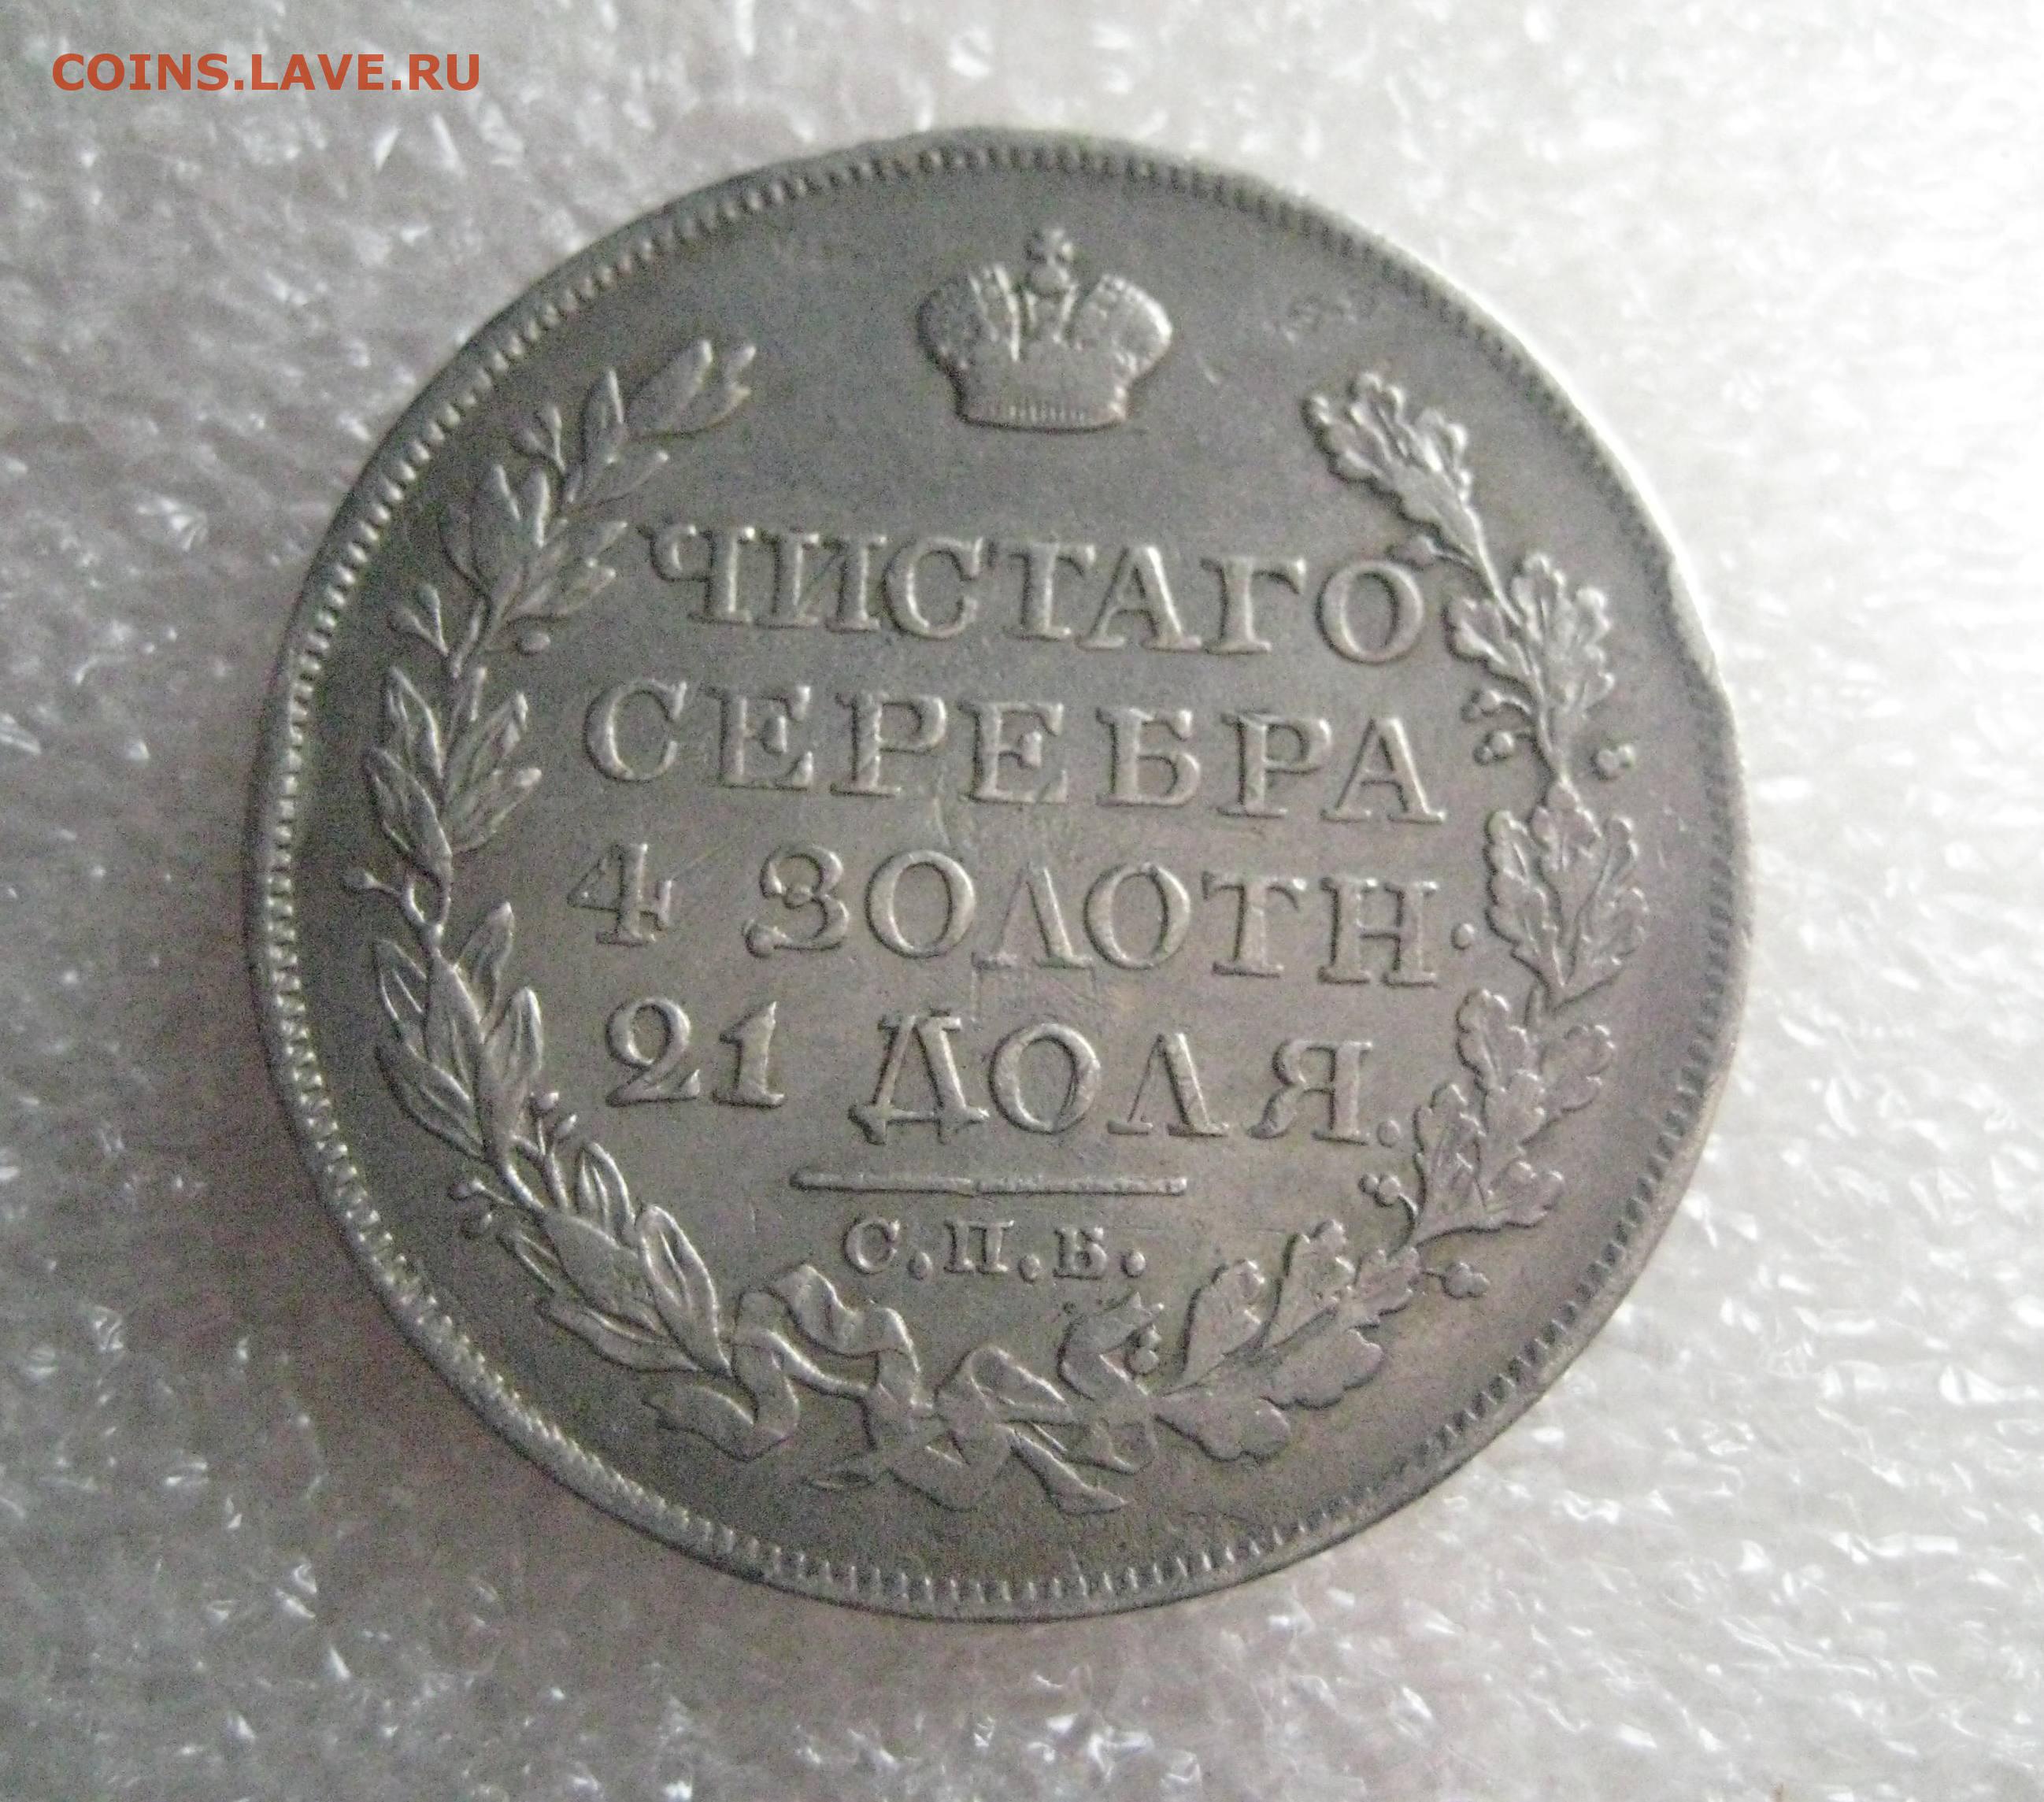 COINS.LAVE.RU
ЧИСТАГО
СЕРЕБРА
4 ЗОЛОТН.
21 ДОЛЯ.
С.П.Б.